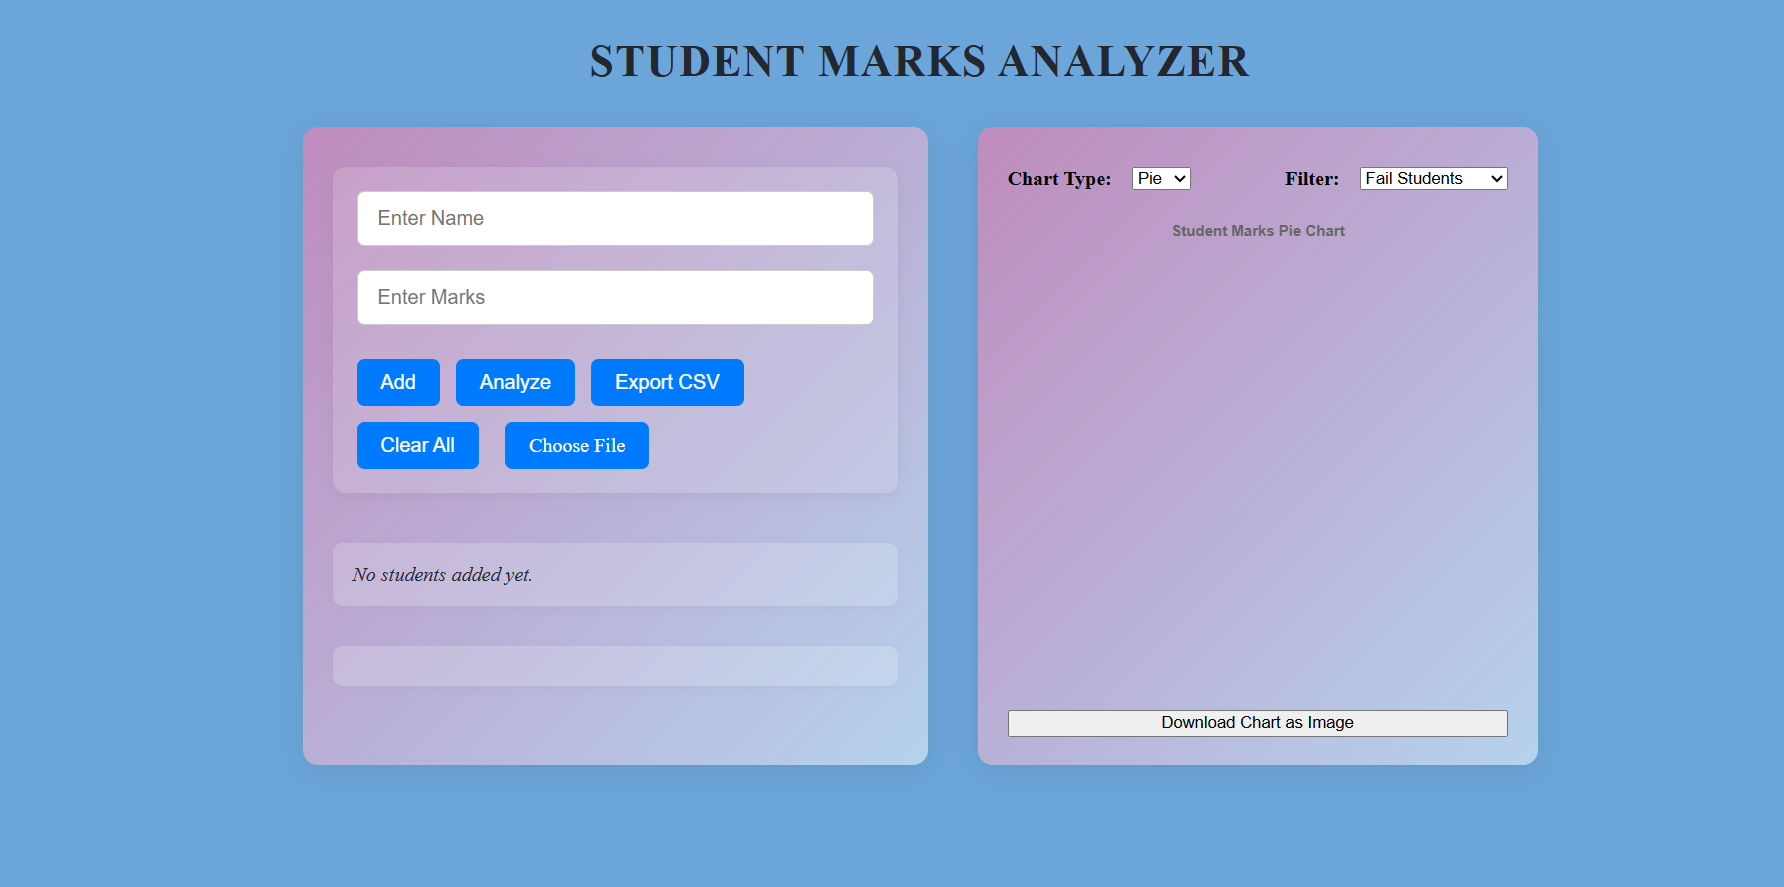 STUDENT MARKS ANALYZER
Enter Name
Enter Marks
Add Analyze Export CSV
Clear All Choose File
No students added yet.
Chart Type: Pie Filter: Fail Students
Student Marks Pie Chart
Download Chart as Image